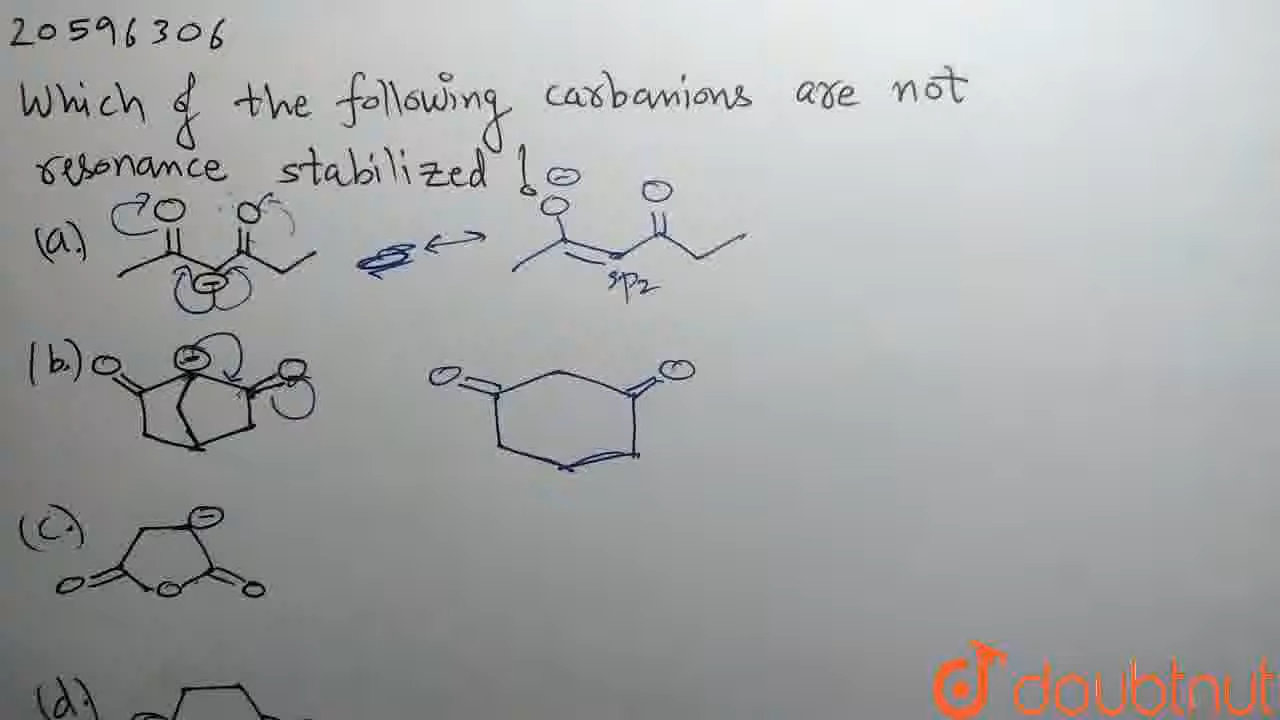 20596306
Which of the following carbanions are not
resonance stabilized !
(a.) O O ⊖ ↔ ⊖ O O sp2
(b.) O ⊖ O O O
(c.) ⊖ O O O
(d.)
doubtnut